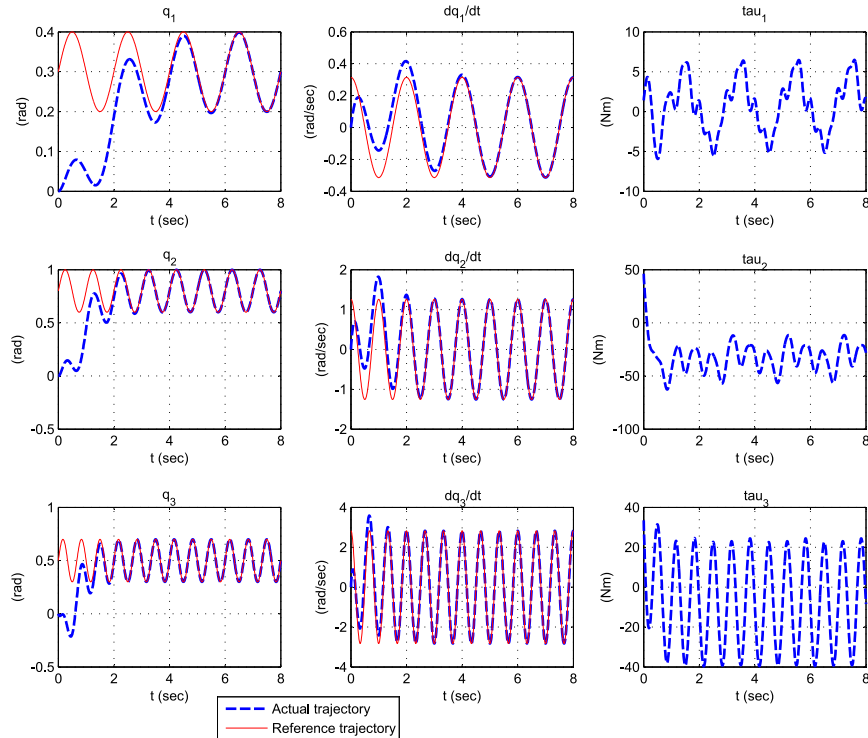 q1
0.4
0.3
0.2
0.1
0
0 2 4 6 8
(rad)
t (sec)
dq1/dt
0.6
0.4
0.2
0
-0.2
0.4
0 2 4 6 8
(rad/sec)
t (sec)
tau1
10
5
0
-5
-10
0 2 4 6 8
(Nm)
t (sec)
q2
1
0.5
0
-0.5
0 2 4 6 8
(rad)
t (sec)
dq2/dt
2
1
0
-1
-2
0 2 4 6 8
(rad/sec)
t (sec)
tau2
50
0
-50
-100
0 2 4 6 8
(Nm)
t (sec)
q3
1
0.5
0
-0.5
0 2 4 6 8
(rad)
t (sec)
dq3/dt
4
2
0
-2
-4
0 2 4 6 8
(rad/sec)
t (sec)
tau3
20
0
-20
-40
0 2 4 6 8
(Nm)
t (sec)
Actual trajectory
Reference trajectory